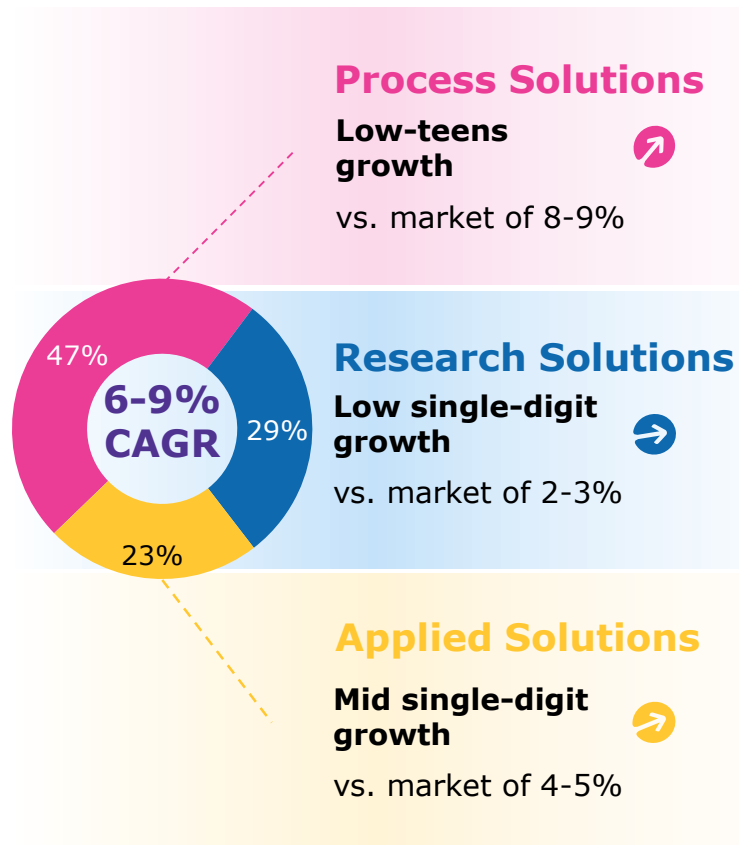 Process Solutions
Low-teens
growth
vs. market of 8-9%
47%
6-9%
CAGR
29%
23%
Research Solutions
Low single-digit
growth
vs. market of 2-3%
Applied Solutions
Mid single-digit
growth
vs. market of 4-5%